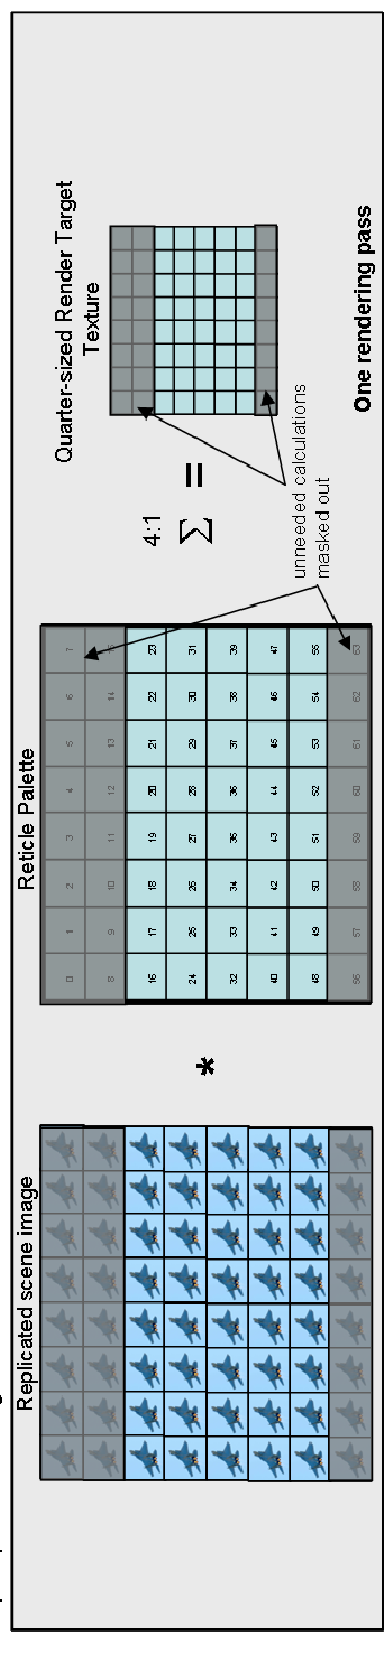 Replicated scene image
*
Reticle Palette
0 1 2 3 4 5 6 7
8 9 10 11 12 13 14 15
16 17 18 19 20 21 22 23
24 25 26 27 28 29 30 31
32 33 34 35 36 37 38 39
40 41 42 43 44 45 46 47
48 49 50 51 52 53 54 55
56 57 58 59 60 61 62 63
4:1
∑ =
Quarter-sized Render Target
Texture
unneeded calculations
masked out
One rendering pass